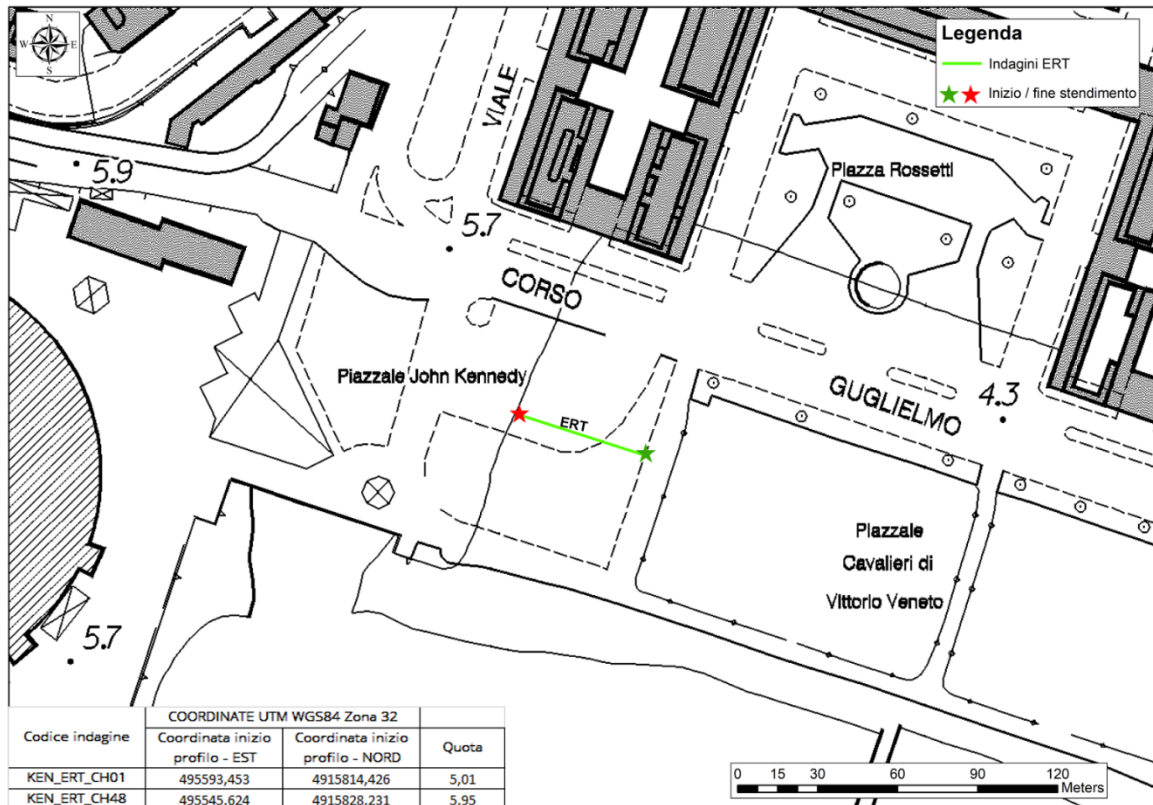 N
W E
S
Legenda
Indagini ERT
Inizio / fine stendimento
VIALE
Piazza Rossetti
5.9
5.7
CORSO
Piazzale John Kennedy
GUGLIELMO
4.3
ERT
Piazzale
Cavalieri di
Vittorio Veneto
5.7
COORDINATE UTM WGS84 Zona 32
Codice indagine
Coordinata inizio
profilo - EST
Coordinata inizio
profilo - NORD
Quota
KEN_ERT_CH01 495593,453 4915814,426 5,01
KEN_ERT_CH48 495545,624 4915828,231 5,95
0 15 30 60 90 120
Meters